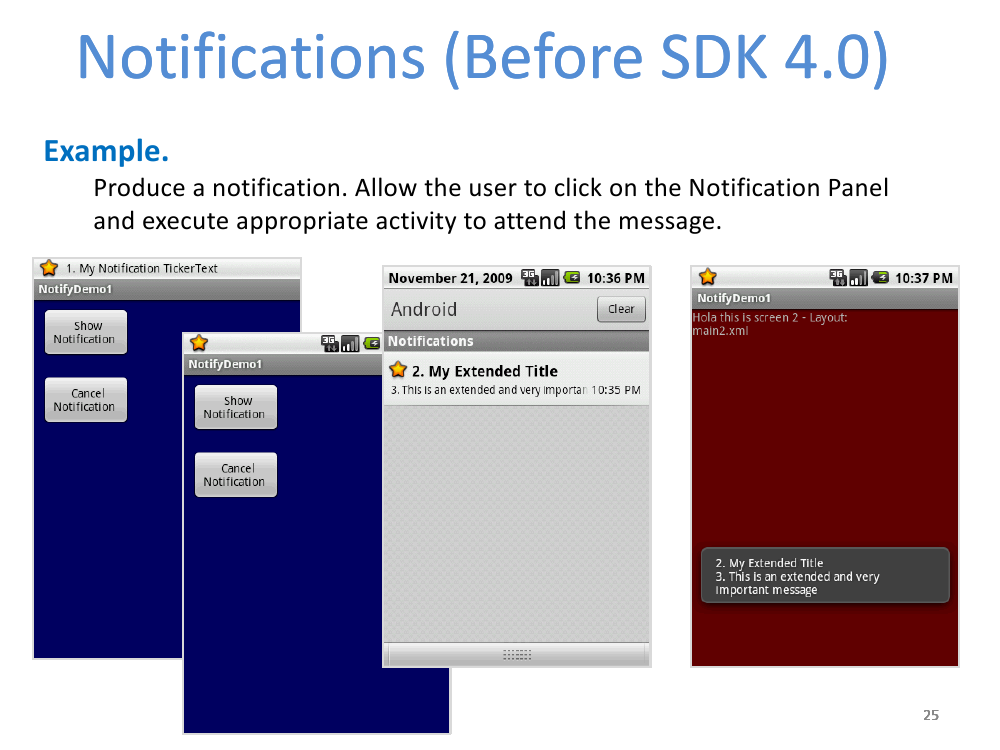 Notifications (Before SDK 4.0)
Example.
Produce a notification. Allow the user to click on the Notification Panel
and execute appropriate activity to attend the message.
1. My Notification TickerText
NotifyDemo1
Show
Notification
Cancel
Notification
3G
NotifyDemo1
Show
Notification
Cancel
Notification
November 21, 2009 3G 10:36 PM
Android Clear
Notifications
2. My Extended Title
3. This is an extended and very importan 10:35 PM
3G 10:37 PM
NotifyDemo1
Hola this is screen 2 - Layout:
main2.xml
2. My Extended Title
3. This is an extended and very
important message
25